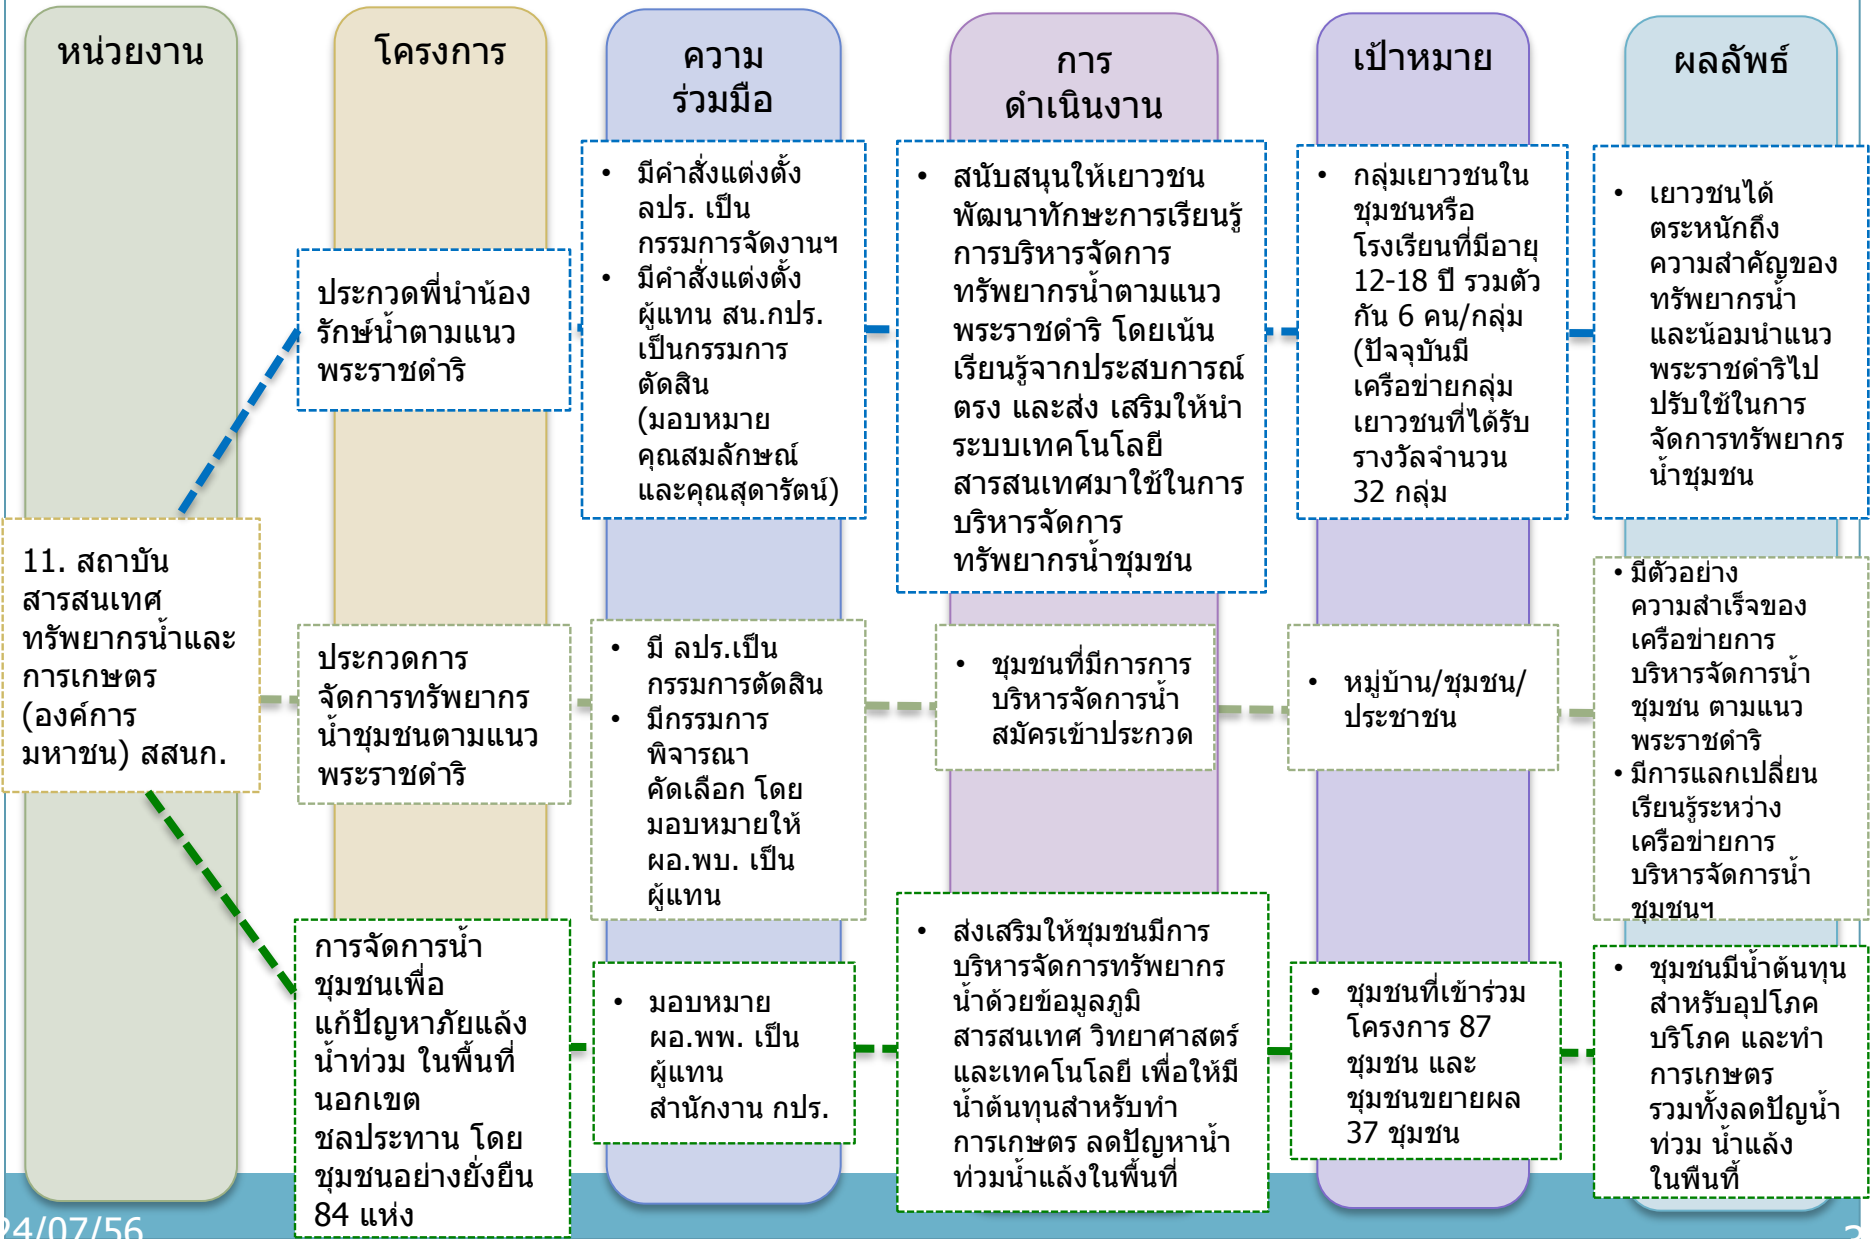 หน่วยงาน
โครงการ
ความ
ร่วมมือ
การ
ดำเนินงาน
เป้าหมาย
ผลลัพธ์
11. สถาบัน
สารสนเทศ
ทรัพยากรน้ำและ
การเกษตร
(องค์การ
มหาชน) สสนก.
ประกวดพี่นำน้อง
รักษ์น้ำตามแนว
พระราชดำริ
• มีคำสั่งแต่งตั้ง
ลปร. เป็น
กรรมการจัดงานฯ
• มีคำสั่งแต่งตั้ง
ผู้แทน สน.กปร.
เป็นกรรมการ
ตัดสิน
(มอบหมาย
คุณสมลักษณ์
และคุณสุดารัตน์)
• สนับสนุนให้เยาวชน
พัฒนาทักษะการเรียนรู้
การบริหารจัดการ
ทรัพยากรน้ำตามแนว
พระราชดำริ โดยเน้น
เรียนรู้จากประสบการณ์
ตรง และส่ง เสริมให้นำ
ระบบเทคโนโลยี
สารสนเทศมาใช้ในการ
บริหารจัดการ
ทรัพยากรน้ำชุมชน
• กลุ่มเยาวชนใน
ชุมชนหรือ
โรงเรียนที่มีอายุ
12-18 ปี รวมตัว
กัน 6 คน/กลุ่ม
(ปัจจุบันมี
เครือข่ายกลุ่ม
เยาวชนที่ได้รับ
รางวัลจำนวน
32 กลุ่ม
• เยาวชนได้
ตระหนักถึง
ความสำคัญของ
ทรัพยากรน้ำ
และน้อมนำแนว
พระราชดำริไป
ปรับใช้ในการ
จัดการทรัพยากร
น้ำชุมชน
ประกวดการ
จัดการทรัพยากร
น้ำชุมชนตามแนว
พระราชดำริ
• มี ลปร.เป็น
กรรมการตัดสิน
• มีกรรมการ
พิจารณา
คัดเลือก โดย
มอบหมายให้
ผอ.พบ. เป็น
ผู้แทน
• ชุมชนที่มีการการ
บริหารจัดการน้ำ
สมัครเข้าประกวด
• หมู่บ้าน/ชุมชน/
ประชาชน
• มีตัวอย่าง
ความสำเร็จของ
เครือข่ายการ
บริหารจัดการน้ำ
ชุมชน ตามแนว
พระราชดำริ
• มีการแลกเปลี่ยน
เรียนรู้ระหว่าง
เครือข่ายการ
บริหารจัดการน้ำ
ชุมชนฯ
การจัดการน้ำ
ชุมชนเพื่อ
แก้ปัญหาภัยแล้ง
น้ำท่วม ในพื้นที่
นอกเขต
ชลประทาน โดย
ชุมชนอย่างยั่งยืน
84 แห่ง
• มอบหมาย
ผอ.พพ. เป็น
ผู้แทน
สำนักงาน กปร.
• ส่งเสริมให้ชุมชนมีการ
บริหารจัดการทรัพยากร
น้ำด้วยข้อมูลภูมิ
สารสนเทศ วิทยาศาสตร์
และเทคโนโลยี เพื่อให้มี
น้ำต้นทุนสำหรับทำ
การเกษตร ลดปัญหาน้ำ
ท่วมน้ำแล้งในพื้นที่
• ชุมชนที่เข้าร่วม
โครงการ 87
ชุมชน และ
ชุมชนขยายผล
37 ชุมชน
• ชุมชนมีน้ำต้นทุน
สำหรับอุปโภค
บริโภค และทำ
การเกษตร
รวมทั้งลดปัญน้ำ
ท่วม น้ำแล้ง
ในพืนที่
24/07/56